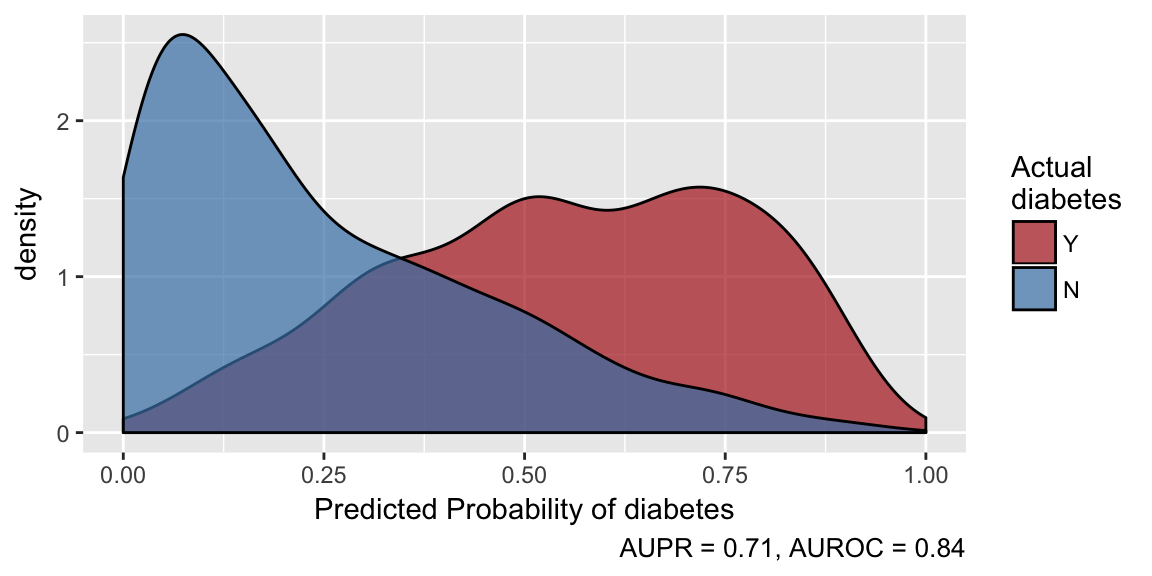 density
2
1
0
0.00 0.25 0.50 0.75 1.00
Predicted Probability of diabetes
AUPR = 0.71, AUROC = 0.84
Actual
diabetes
Y
N